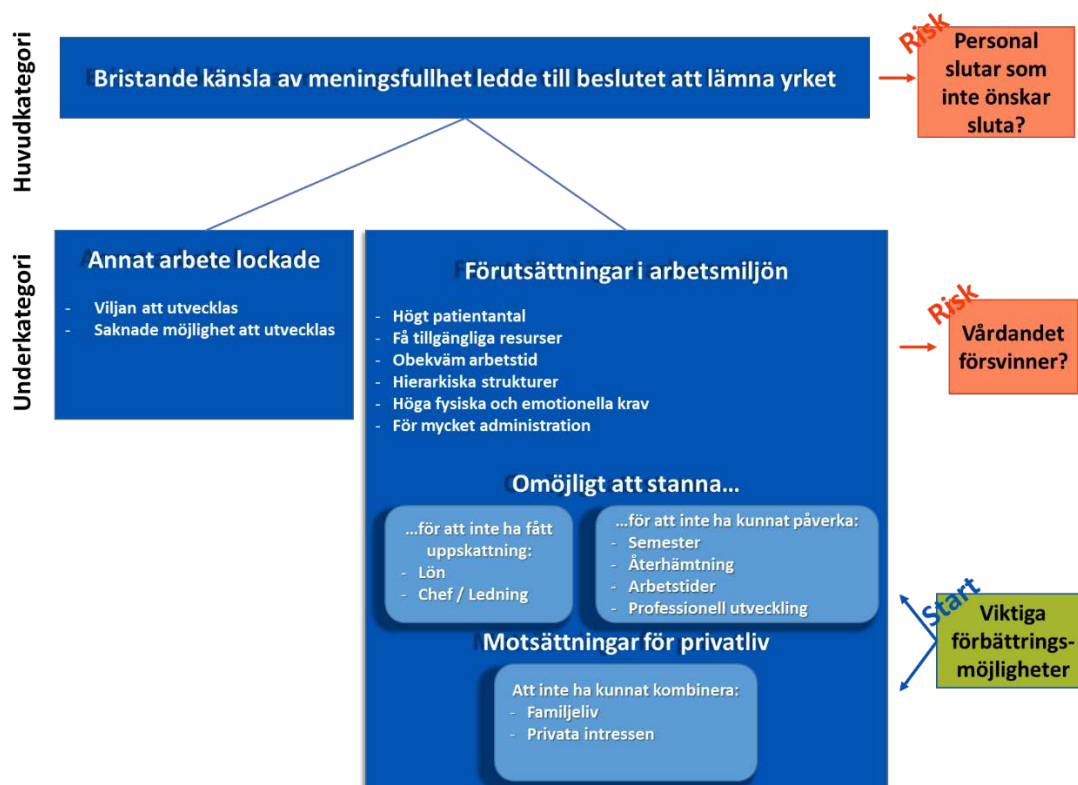 Huvudkategori
Bristande känsla av meningsfullhet ledde till beslutet att lämna yrket
Risk
Personal
slutar som
inte önskar
sluta?
Underkategori
Annat arbete lockade
- Viljan att utvecklas
- Saknade möjlighet att utvecklas
Förutsättningar i arbetsmiljön
- Högt patientantal
- Få tillgängliga resurser
- Obekväm arbetstid
- Hierarkiska strukturer
- Höga fysiska och emotionella krav
- För mycket administration
Risk
Vårdandet
försvinner?
Omöjligt att stanna...
...för att inte ha fått
uppskattning:
- Lön
- Chef / Ledning
...för att inte ha kunnat påverka:
- Semester
- Återhämtning
- Arbetstider
- Professionell utveckling
Start
Viktiga
förbättrings-
möjligheter
Motsättningar för privatliv
Att inte ha kunnat kombinera:
- Familjeliv
- Privata intressen